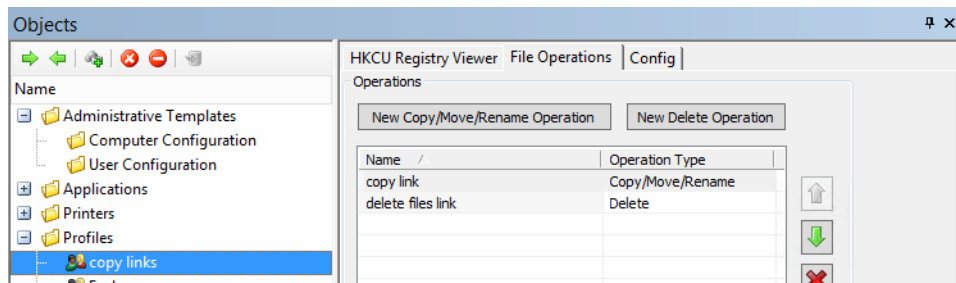 Objects
Name
Administrative Templates
Computer Configuration
User Configuration
Applications
Printers
Profiles
copy links
HKCU Registry Viewer File Operations Config
Operations
New Copy/Move/Rename Operation New Delete Operation
Name Operation Type
copy link Copy/Move/Rename
delete files link Delete